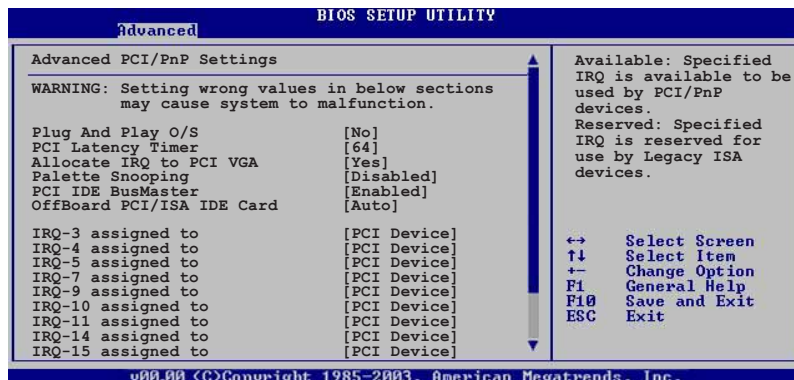 BIOS SETUP UTILITY
Advanced
Advanced PCI/PnP Settings
WARNING: Setting wrong values in below sections
may cause system to malfunction.
Plug And Play O/S [No]
PCI Latency Timer [64]
Allocate IRQ to PCI VGA [Yes]
Palette Snooping [Disabled]
PCI IDE BusMaster [Enabled]
OffBoard PCI/ISA IDE Card [Auto]
IRQ-3 assigned to [PCI Device]
IRQ-4 assigned to [PCI Device]
IRQ-5 assigned to [PCI Device]
IRQ-7 assigned to [PCI Device]
IRQ-9 assigned to [PCI Device]
IRQ-10 assigned to [PCI Device]
IRQ-11 assigned to [PCI Device]
IRQ-14 assigned to [PCI Device]
IRQ-15 assigned to [PCI Device]
Available: Specified
IRQ is available to be
used by PCI/PnP
devices.
Reserved: Specified
IRQ is reserved for
use by Legacy ISA
devices.
←→ Select Screen
↑↓ Select Item
+- Change Option
F1 General Help
F10 Save and Exit
ESC Exit
v00.00 (C)Copyright 1985-2003, American Megatrends, Inc.